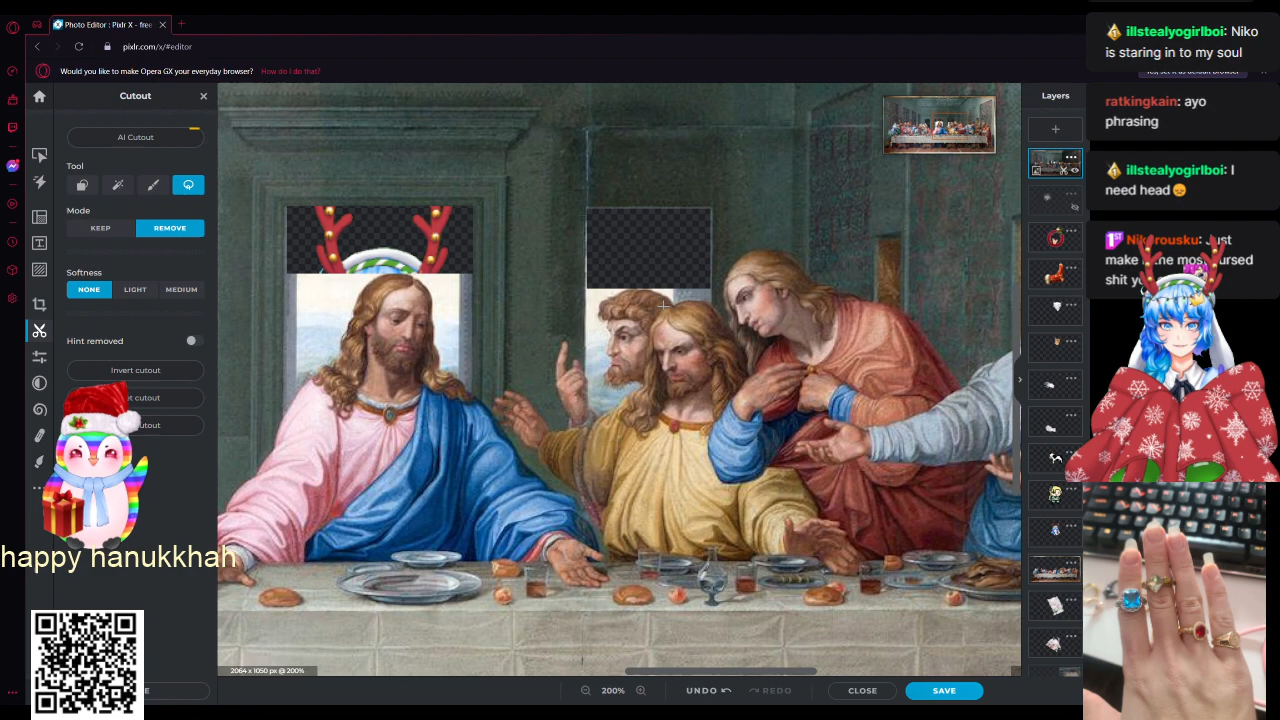 Photo Editor : Pixlr X - free
pixlr.com/x/#editor
Would you like to make Opera GX your everyday browser? How do I do that?
Cutout
AI Cutout
Tool
Mode
KEEP
REMOVE
Softness
NONE
LIGHT
MEDIUM
Hint removed
Invert cutout
cutout
utout
happy hanukkhah
2064 x 1050 px @ 200%
200%
UNDO
REDO
CLOSE
SAVE
Layers
illstealyogirlboi: Niko
is staring in to my soul
ratkingkain: ayo
phrasing
illstealyogirlboi: I
need head
1ST